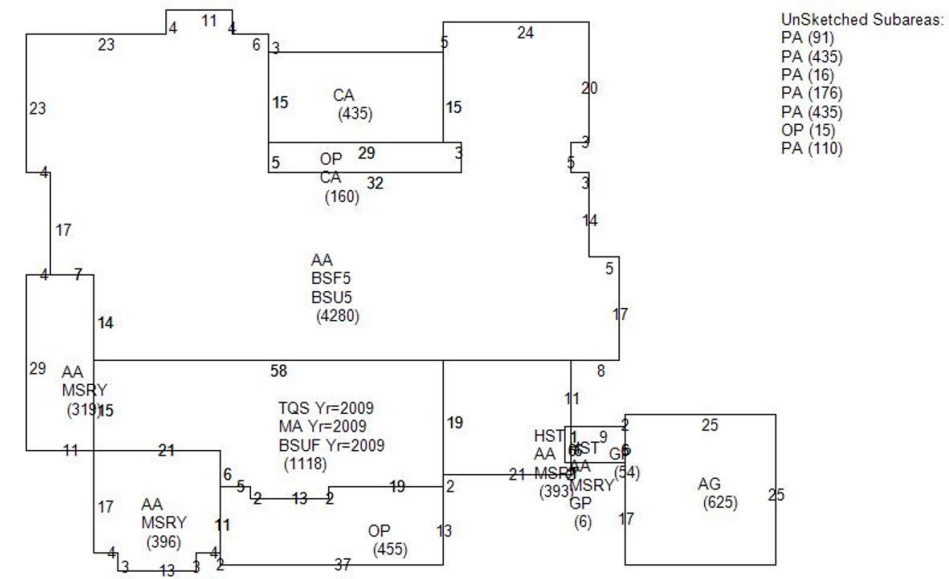 UnSketched Subareas:
PA (91)
PA (435)
PA (16)
PA (176)
PA (435)
OP (15)
PA (110)
11
4
4
23
6
3
5
24
23
15
CA
(435)
15
20
29
3
3
5
OP
CA
(160)
32
5
3
4
17
14
AA
BSF5
BSU5
(4280)
5
4
7
14
17
29
AA
MSRY
(319)
15
58
8
TQS Yr=2009
MA Yr=2009
BSUF Yr=2009
(1118)
19
11
HST
AA
MSRY
(393)
1
9
2
6
6
HST
AA
MSRY
GP
(6)
GP
(54)
25
AG
(625)
25
17
11
21
6
5
2
13
2
19
2
21
17
AA
MSRY
(396)
11
OP
(455)
13
4
3
13
3
4
2
37